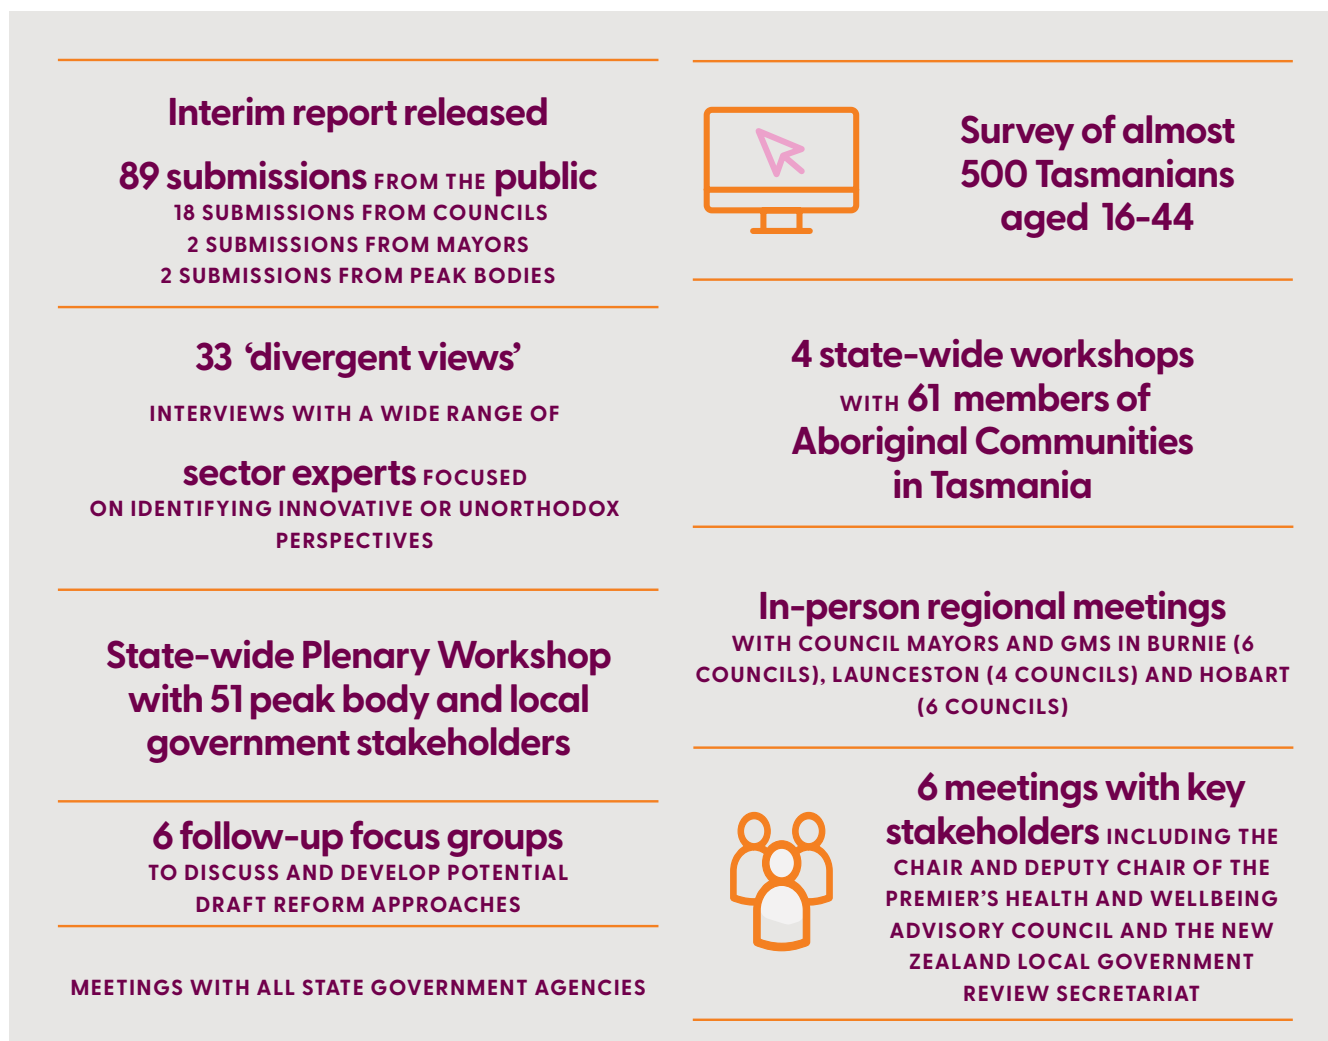 Interim report released
89 submissions FROM THE public
18 SUBMISSIONS FROM COUNCILS
2 SUBMISSIONS FROM MAYORS
2 SUBMISSIONS FROM PEAK BODIES
33 ‘divergent views’
INTERVIEWS WITH A WIDE RANGE OF
sector experts FOCUSED
ON IDENTIFYING INNOVATIVE OR UNORTHODOX
PERSPECTIVES
State-wide Plenary Workshop
with 51 peak body and local
government stakeholders
6 follow-up focus groups
TO DISCUSS AND DEVELOP POTENTIAL
DRAFT REFORM APPROACHES
MEETINGS WITH ALL STATE GOVERNMENT AGENCIES
Survey of almost
500 Tasmanians
aged 16-44
4 state-wide workshops
WITH 61 members of
Aboriginal Communities
in Tasmania
In-person regional meetings
WITH COUNCIL MAYORS AND GMS IN BURNIE (6
COUNCILS), LAUNCESTON (4 COUNCILS) AND HOBART
(6 COUNCILS)
6 meetings with key
stakeholders INCLUDING THE
CHAIR AND DEPUTY CHAIR OF THE
PREMIER’S HEALTH AND WELLBEING
ADVISORY COUNCIL AND THE NEW
ZEALAND LOCAL GOVERNMENT
REVIEW SECRETARIAT